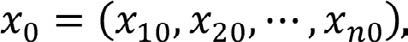 x₀ = (x₁₀, x₂₀, ⋯, xₙ₀),